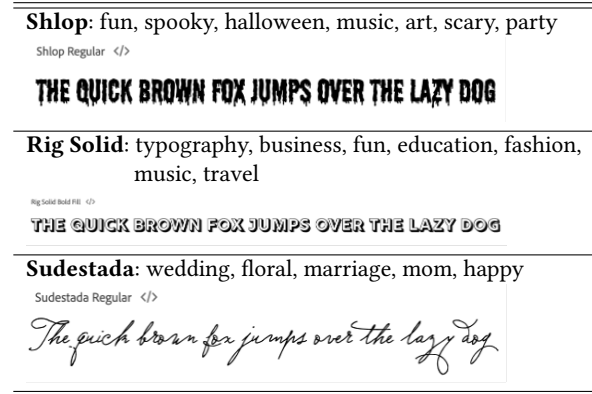 Shlop: fun, spooky, halloween, music, art, scary, party
Shlop Regular </>
THE QUICK BROWN FOX JUMPS OVER THE LAZY DOG
Rig Solid: typography, business, fun, education, fashion,
music, travel
Rig Solid Bold Fill </>
THE QUICK BROWN FOX JUMPS OVER THE LAZY DOG
Sudestada: wedding, floral, marriage, mom, happy
Sudestada Regular </>
The quick brown fox jumps over the lazy dog